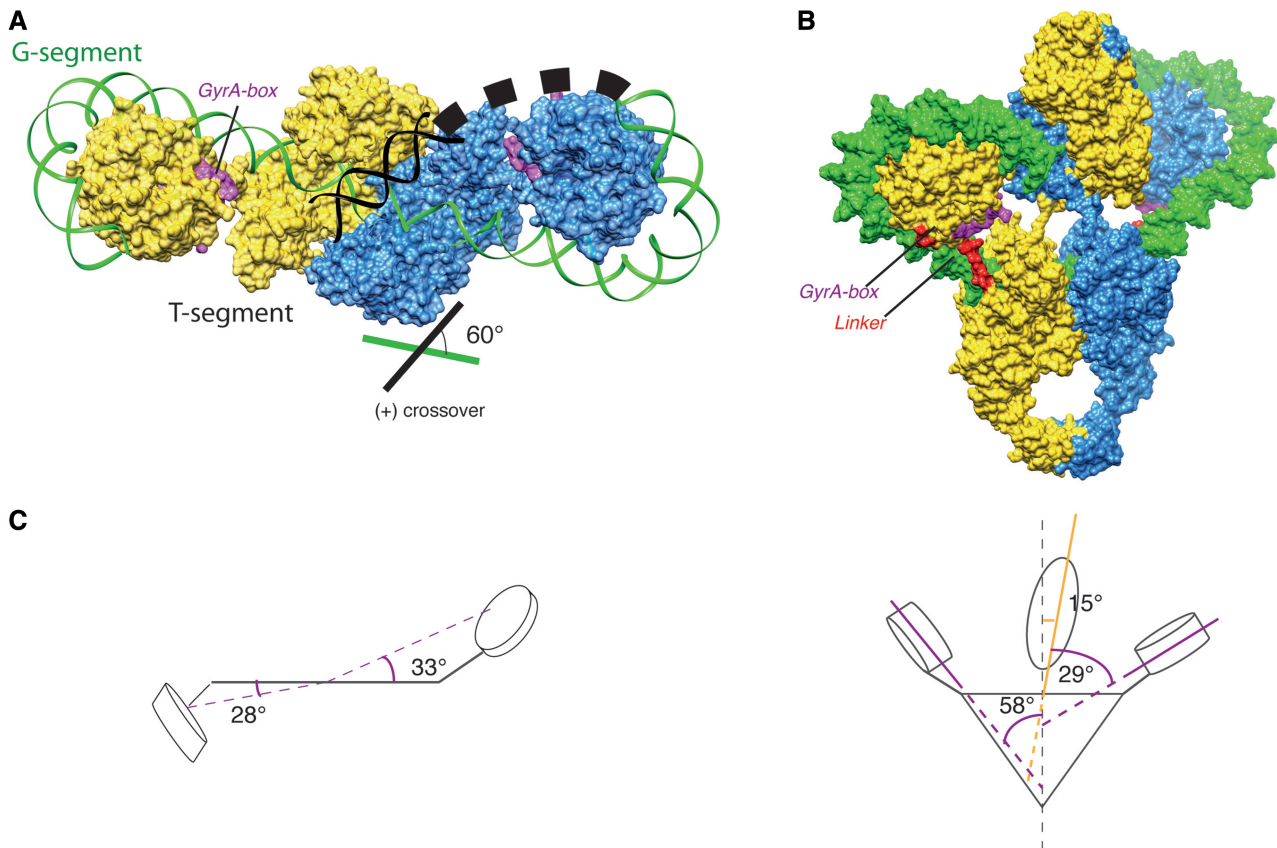 A
G-segment
GyrA-box
T-segment
60°
(+) crossover
B
GyrA-box
Linker
C
33°
28°
15°
29°
58°